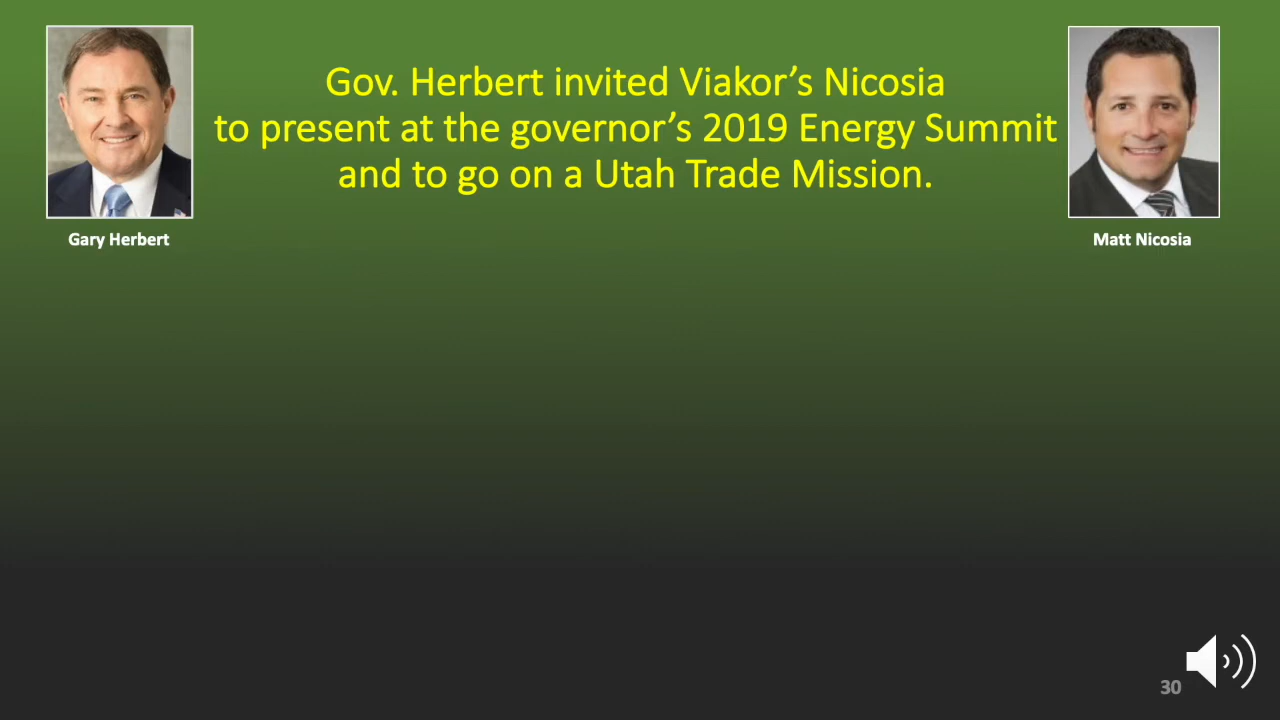 Gov. Herbert invited Viakor’s Nicosia
to present at the governor’s 2019 Energy Summit
and to go on a Utah Trade Mission.
Gary Herbert
Matt Nicosia
30